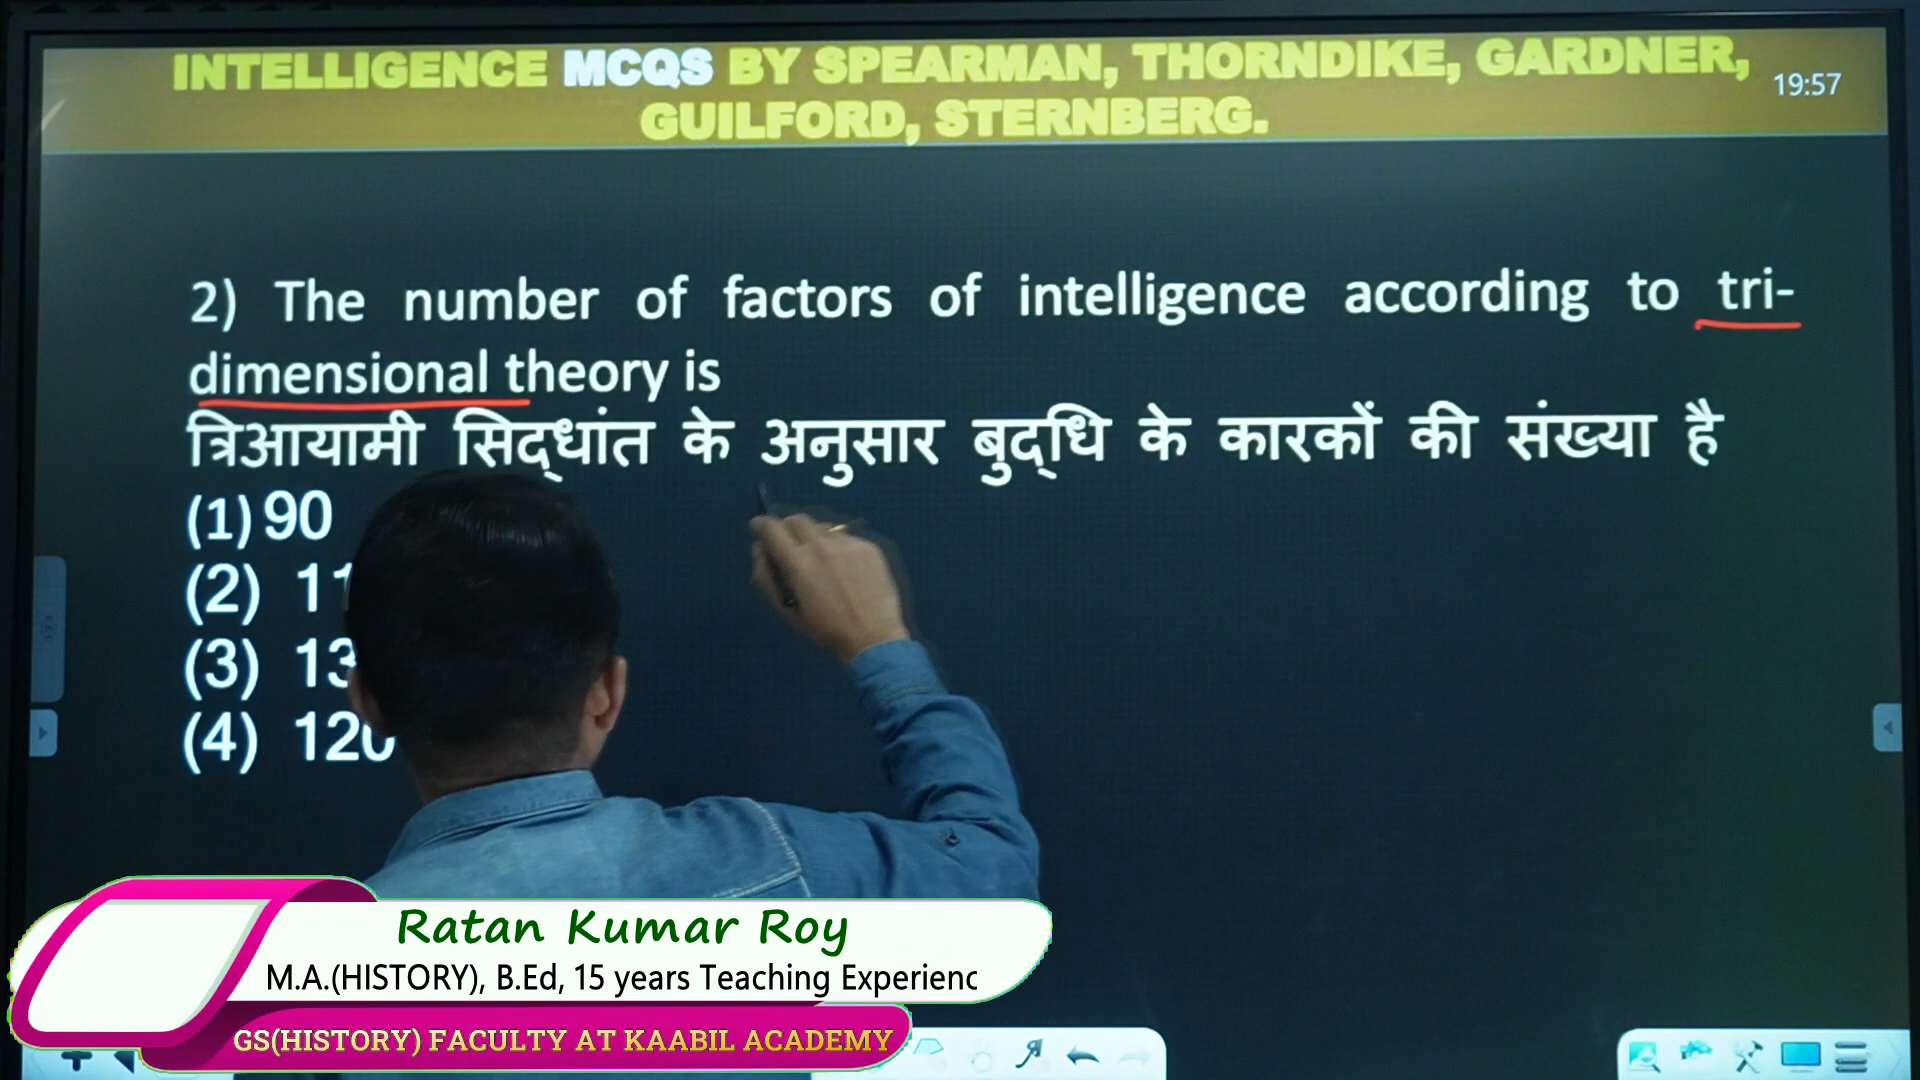 INTELLIGENCE MCQS BY SPEARMAN, THORNDIKE, GARDNER,
GUILFORD, STERNBERG.
19:57
2) The number of factors of intelligence according to tri-
dimensional theory is
त्रिआयामी सिद्धांत के अनुसार बुद्धि के कारकों की संख्या है
(1) 90
(2)
(3)
(4) 120
Ratan Kumar Roy
M.A.(HISTORY), B.Ed, 15 years Teaching Experienc
GS(HISTORY) FACULTY AT KAABIL ACADEMY